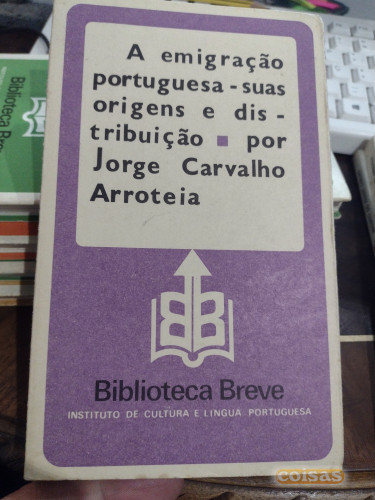 A emigração
portuguesa - suas
origens e dis -
tribuição ■ por
Jorge Carvalho
Arroteia
BB
Biblioteca Breve
INSTITUTO DE CULTURA E LÍNGUA PORTUGUESA
Biblioteca Bre
coisas